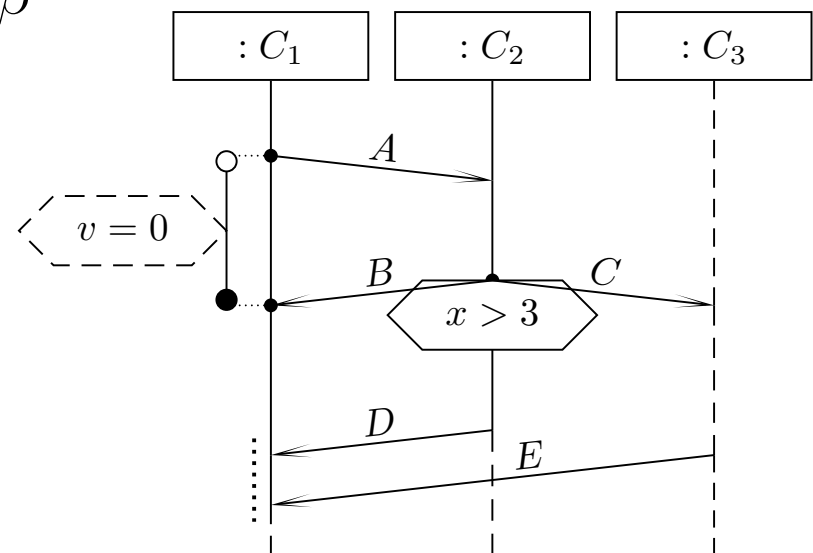 : C₁
: C₂
: C₃
A
v = 0
B
C
x > 3
D
E